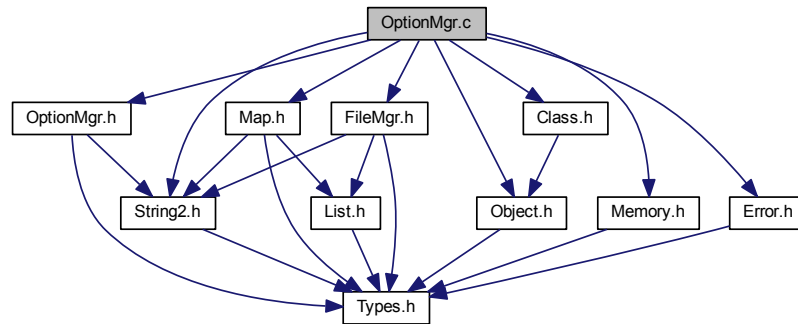 OptionMgr.c
OptionMgr.h
Map.h
FileMgr.h
Class.h
String2.h
List.h
Object.h
Memory.h
Error.h
Types.h